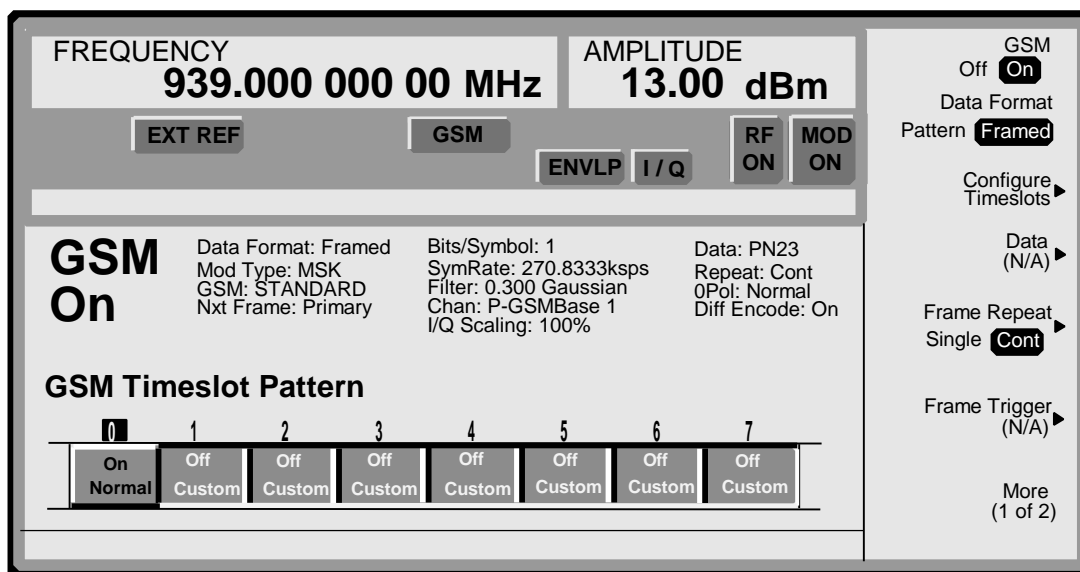 FREQUENCY
939.000 000 00 MHz
AMPLITUDE
13.00 dBm
EXT REF
GSM
ENVLP
I / Q
RF ON
MOD ON
GSM
On
Data Format: Framed
Mod Type: MSK
GSM: STANDARD
Nxt Frame: Primary
Bits/Symbol: 1
SymRate: 270.8333ksps
Filter: 0.300 Gaussian
Chan: P-GSMBase 1
I/Q Scaling: 100%
Data: PN23
Repeat: Cont
0Pol: Normal
Diff Encode: On
GSM Timeslot Pattern
0 1 2 3 4 5 6 7
On Off Off Off Off Off Off Off
Normal Custom Custom Custom Custom Custom Custom Custom
GSM
Off On
Data Format
Pattern Framed
Configure
Timeslots
Data
(N/A)
Frame Repeat
Single Cont
Frame Trigger
(N/A)
More
(1 of 2)